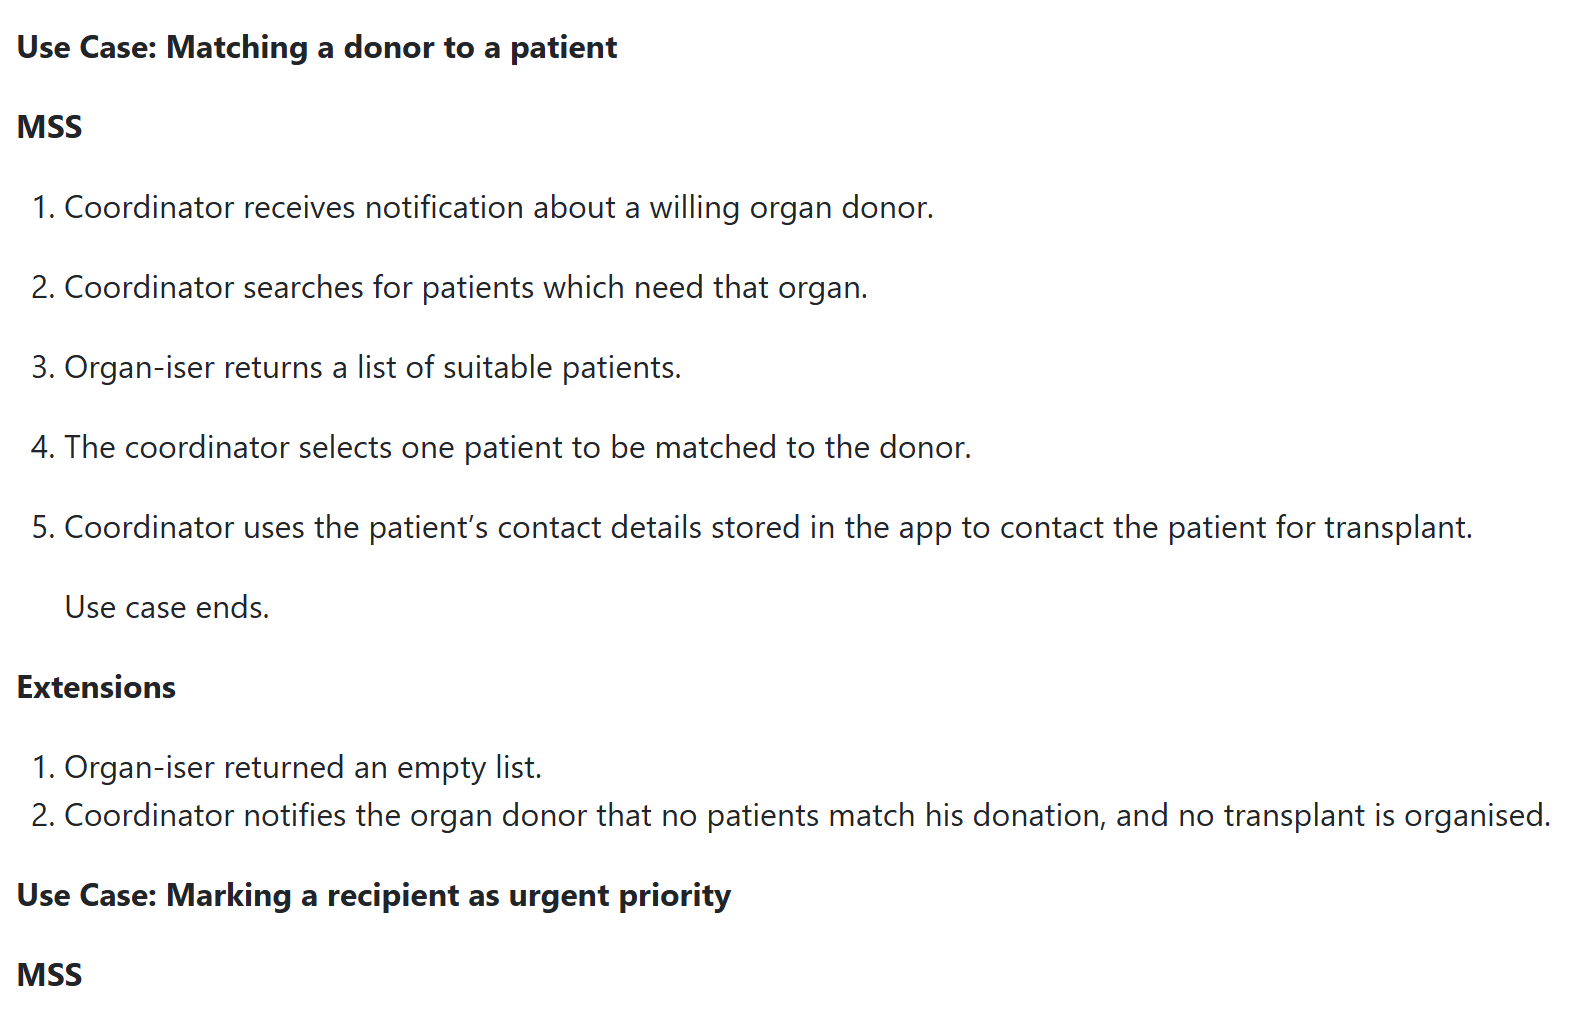 Use Case: Matching a donor to a patient
MSS
1. Coordinator receives notification about a willing organ donor.
2. Coordinator searches for patients which need that organ.
3. Organ-iser returns a list of suitable patients.
4. The coordinator selects one patient to be matched to the donor.
5. Coordinator uses the patient’s contact details stored in the app to contact the patient for transplant.
Use case ends.
Extensions
1. Organ-iser returned an empty list.
2. Coordinator notifies the organ donor that no patients match his donation, and no transplant is organised.
Use Case: Marking a recipient as urgent priority
MSS